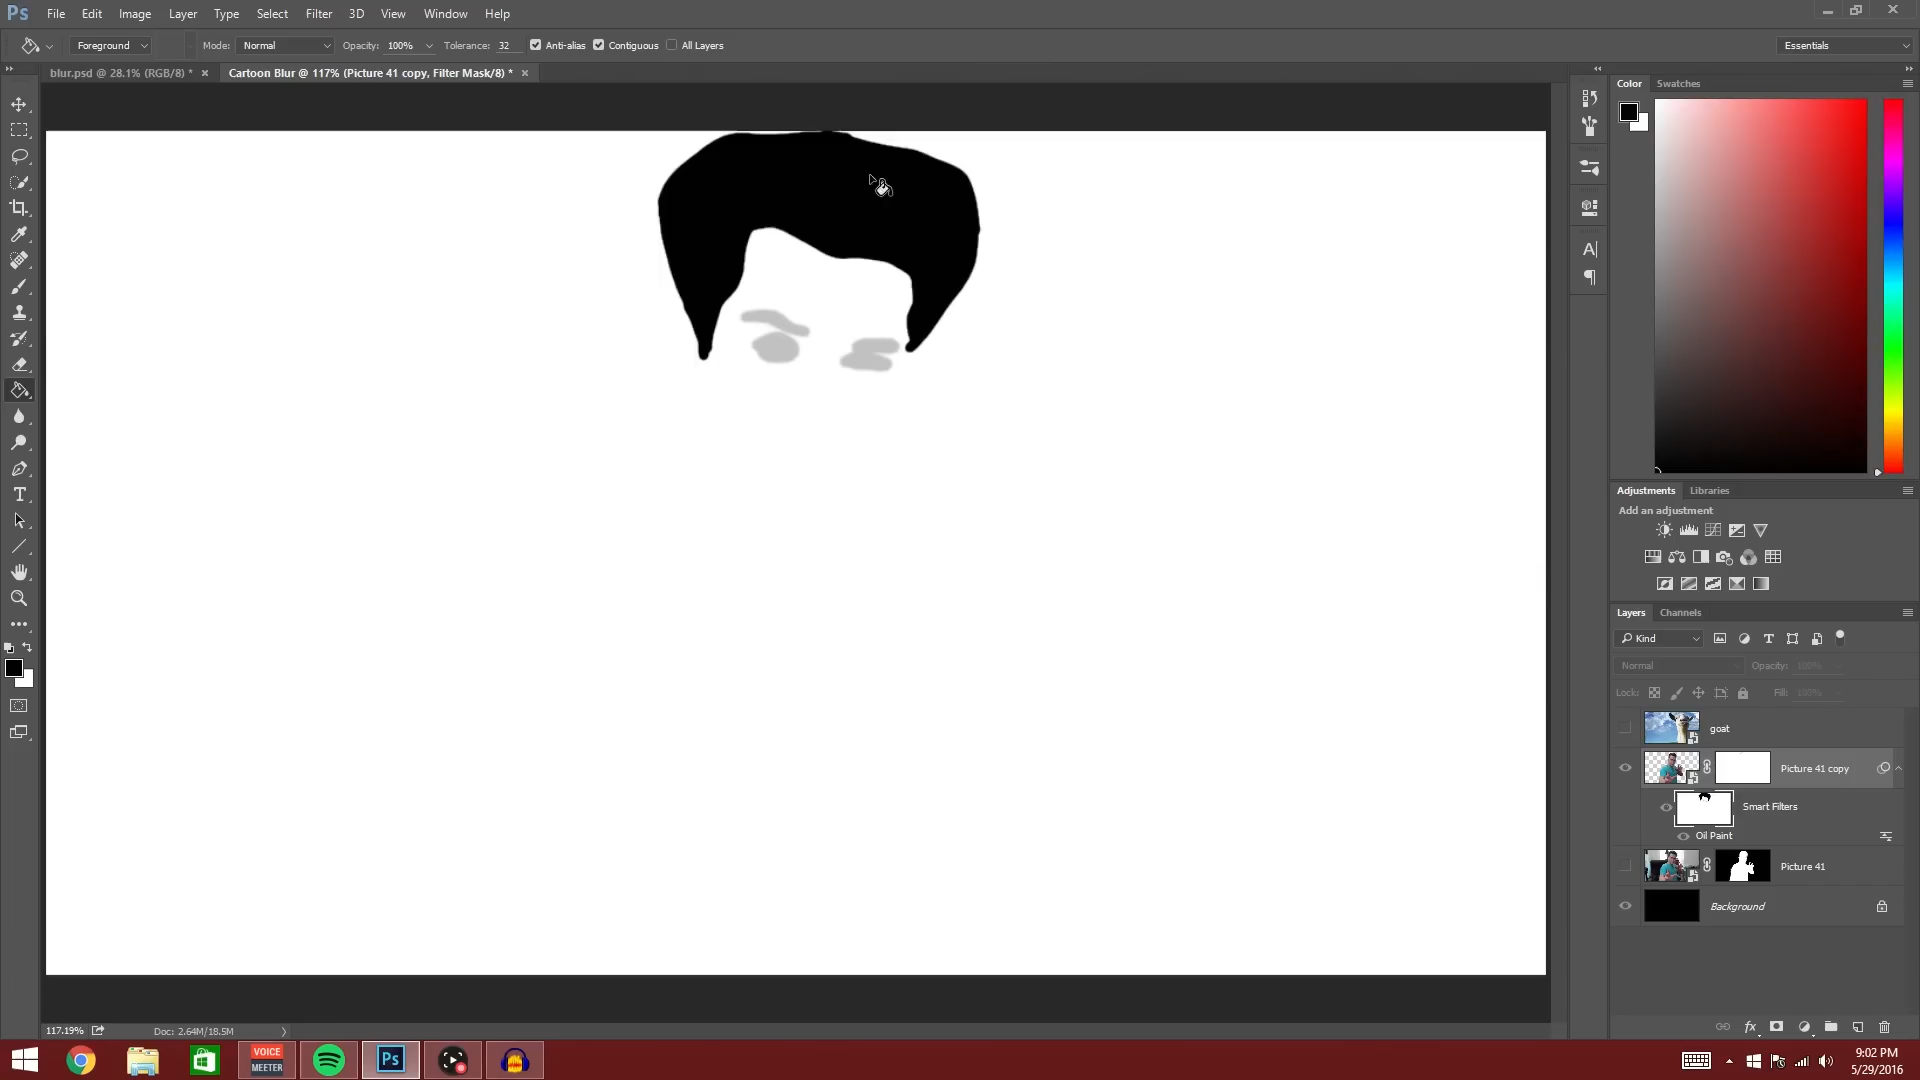 Ps File Edit Image Layer Type Select Filter 3D View Window Help
Foreground Mode: Normal Opacity: 100% Tolerance: 32 Anti-alias Contiguous All Layers Essentials
blur.psd @ 28.1% (RGB/8) * × Cartoon Blur @ 117% (Picture 41 copy, Filter Mask/8) * ×
Color Swatches
Adjustments Libraries
Add an adjustment
Layers Channels
Kind
Normal Opacity: 100%
Lock: Fill: 100%
goat
Picture 41 copy
Smart Filters
Oil Paint
Picture 41
Background
117.19% Doc: 2.64M/18.5M
VOICE
MEETER
Ps
9:02 PM
5/29/2016